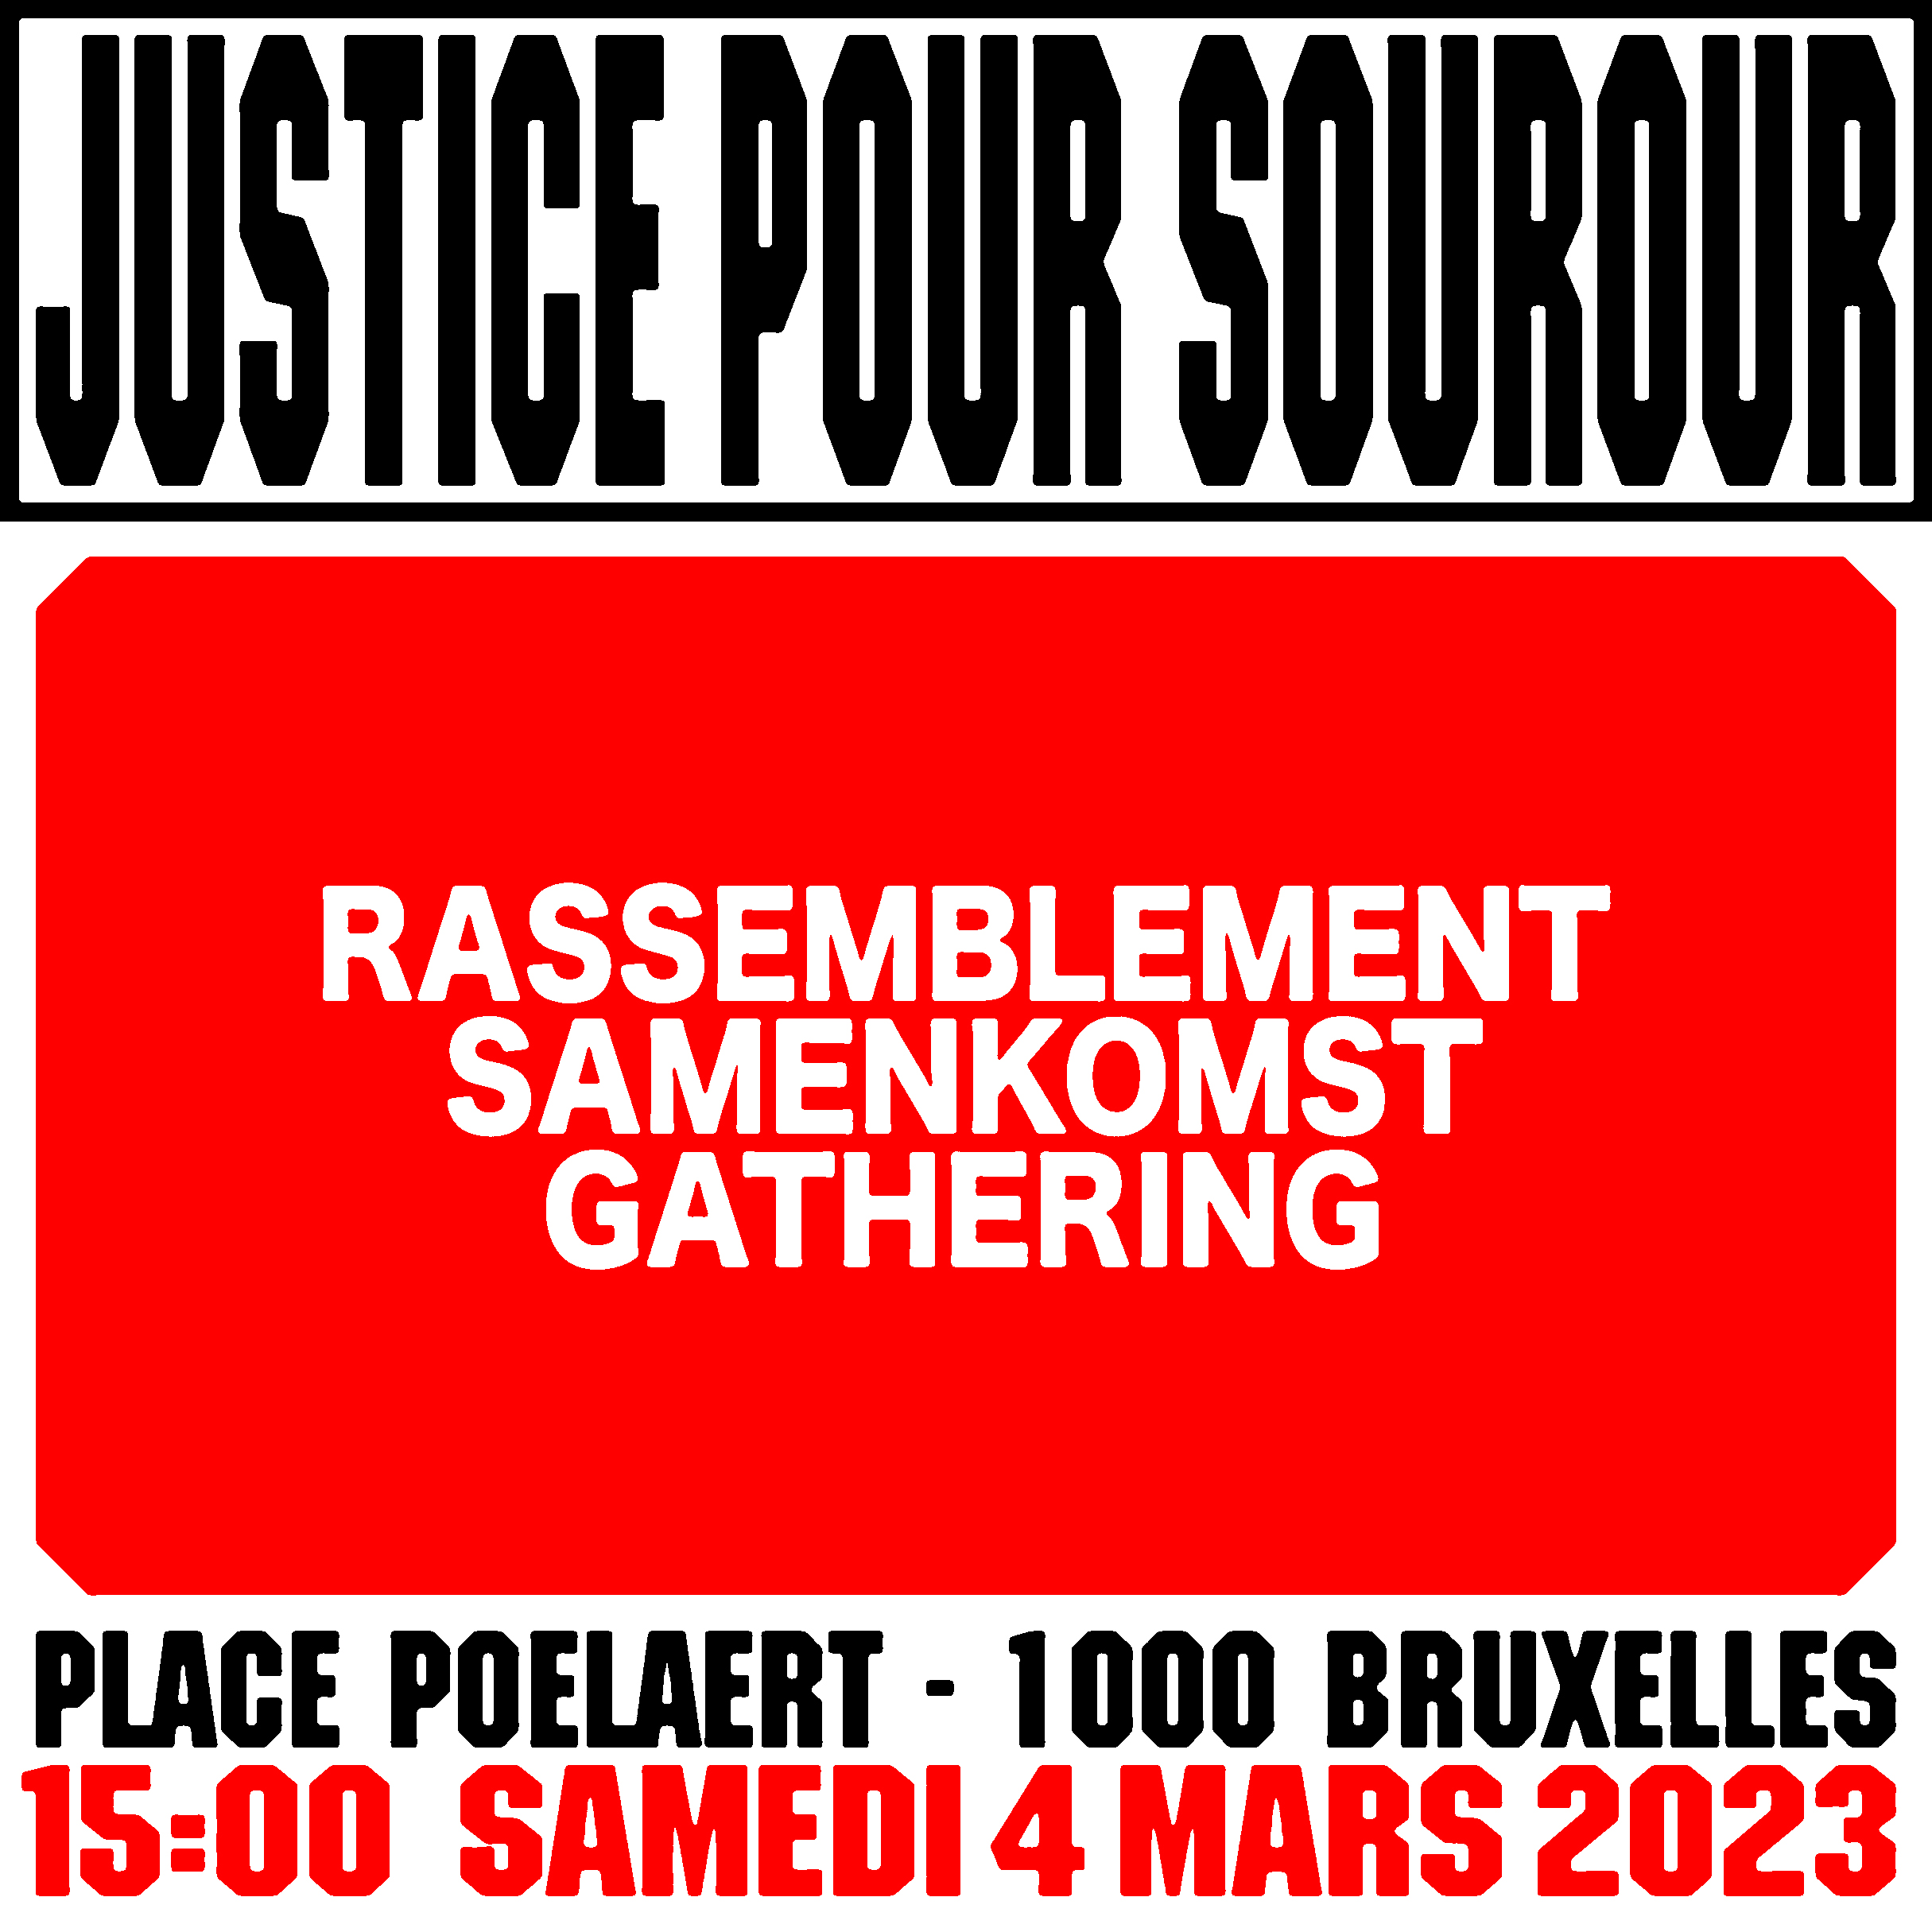 JUSTICE POUR SOUROUR
RASSEMBLEMENT
SAMENKOMST
GATHERING
PLACE POELAERT - 1000 BRUXELLES
15:00 SAMEDI 4 MARS 2023